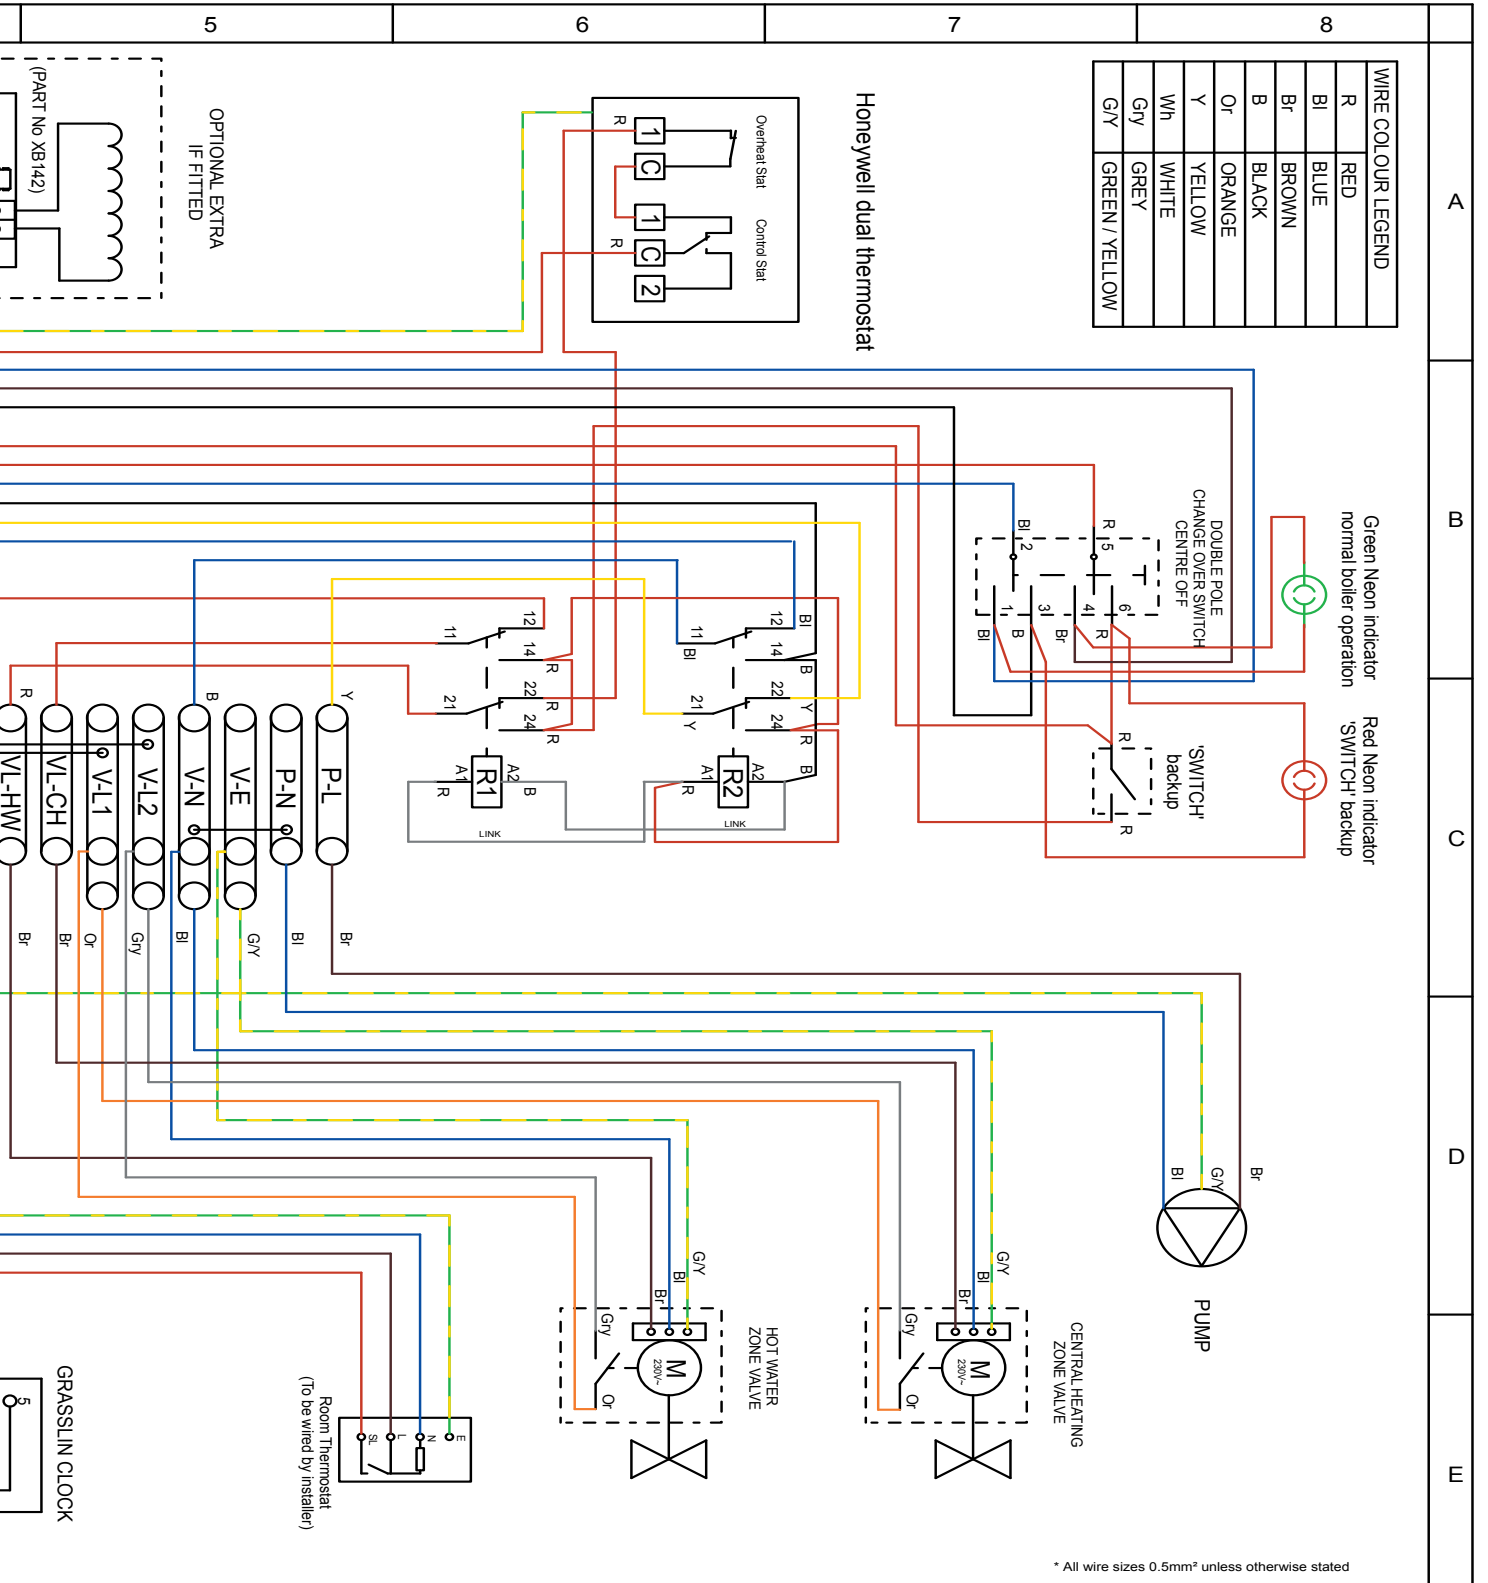 5
6
7
8
A
B
C
D
E
WIRE COLOUR LEGEND
R RED
Bl BLUE
Br BROWN
B BLACK
Or ORANGE
Y YELLOW
Wh WHITE
Gry GREY
G/Y GREEN / YELLOW
Honeywell dual thermostat
Overheat Stat
Control Stat
1
C
1
C
2
R
R
OPTIONAL EXTRA
IF FITTED
(PART No XB142)
Green Neon indicator
normal boiler operation
DOUBLE POLE
CHANGE OVER SWITCH
CENTRE OFF
R
5
Bl
2
1
3
4
6
Bl
B
Br
R
Red Neon indicator
'SWITCH' backup
'SWITCH'
backup
R
R
12
Bl
11
Bl
14
B
22
Y
21
Y
24
R
A2
B
A1
R
R2
LINK
12
11
14
R
22
R
21
24
R
A2
B
A1
R
R1
LINK
Y
B
R
P-L
P-N
V-E
V-N
V-L2
V-L1
VL-CH
VL-HW
Br
Bl
G/Y
Bl
Gry
Or
Br
Br
Br
G/Y
Bl
PUMP
G/Y
Bl
Br
Gry
Or
M
230V~
CENTRAL HEATING
ZONE VALVE
G/Y
Bl
Br
Gry
Or
M
230V~
HOT WATER
ZONE VALVE
E
N
L
SL
Room Thermostat
(To be wired by installer)
GRASSLIN CLOCK
5
* All wire sizes 0.5mm² unless otherwise stated